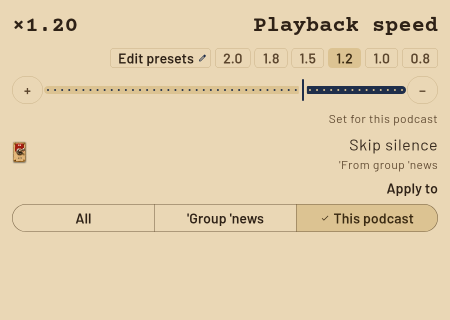 Playback speed ×1.20
0.8 1.0 1.2 1.5 1.8 2.0 Edit presets
− +
Set for this podcast
Skip silence
'From group 'news
Apply to
This podcast 'Group 'news All